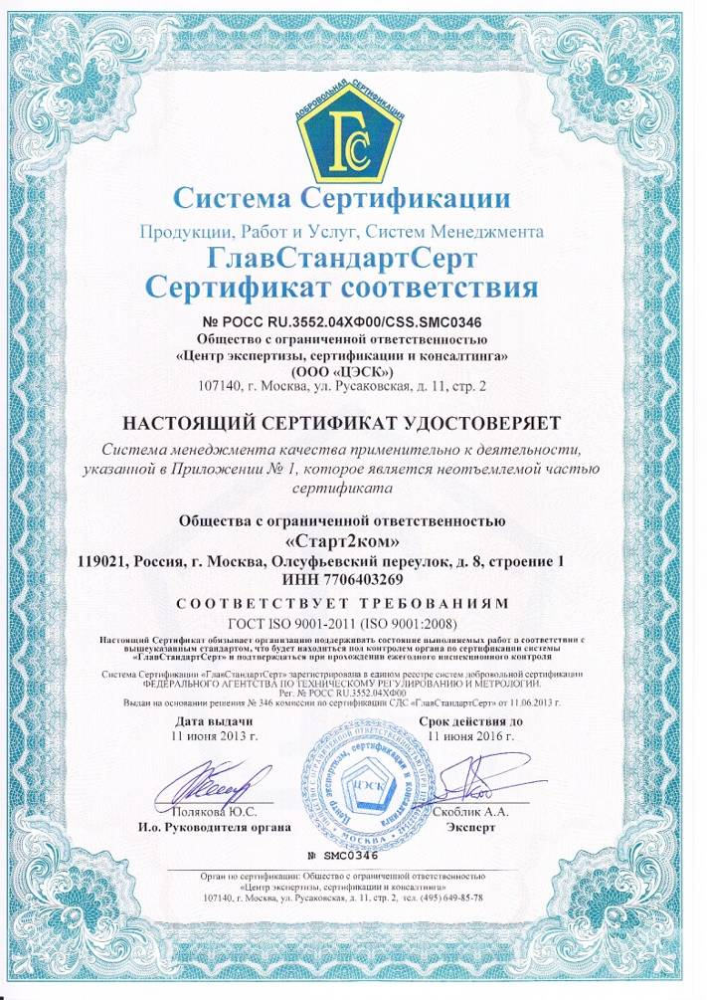 ДОБРОВОЛЬНАЯ СЕРТИФИКАЦИЯ
ГСС
Система Сертификации
Продукции, Работ и Услуг, Систем Менеджмента
ГлавСтандартСерт
Сертификат соответствия
№ РОСС RU.3552.04ХФ00/CSS.SMC0346
Общество с ограниченной ответственностью
«Центр экспертизы, сертификации и консалтинга»
(ООО «ЦЭСК»)
107140, г. Москва, ул. Русаковская, д. 11, стр. 2
НАСТОЯЩИЙ СЕРТИФИКАТ УДОСТОВЕРЯЕТ
Система менеджмента качества применительно к деятельности,
указанной в Приложении № 1, которое является неотъемлемой частью
сертификата
Общества с ограниченной ответственностью
«Старт2ком»
119021, Россия, г. Москва, Олсуфьевский переулок, д. 8, строение 1
ИНН 7706403269
СООТВЕТСТВУЕТ ТРЕБОВАНИЯМ
ГОСТ ISO 9001-2011 (ISO 9001:2008)
Настоящий Сертификат обязывает организацию поддерживать состояние выполняемых работ в соответствии с
вышеуказанным стандартом, что будет находиться под контролем органа по сертификации системы
«ГлавСтандартСерт» и подтверждаться при прохождении ежегодного инспекционного контроля
Система Сертификации «ГлавСтандартСерт» зарегистрирована в едином реестре систем добровольной сертификации
ФЕДЕРАЛЬНОГО АГЕНТСТВА ПО ТЕХНИЧЕСКОМУ РЕГУЛИРОВАНИЮ И МЕТРОЛОГИИ.
Рег. № РОСС RU.3552.04ХФ00
Выдан на основании решения № 346 комиссии по сертификации СДС «ГлавСтандартСерт» от 11.06.2013 г.
Дата выдачи
11 июня 2013 г.
Срок действия до
11 июня 2016 г.
ОБЩЕСТВО С ОГРАНИЧЕННОЙ ОТВЕТСТВЕННОСТЬЮ
Центр экспертизы, сертификации и консалтинга
ЦЭСК
МОСКВА
Полякова Ю.С.
И.о. Руководителя органа
Скоблик А.А.
Эксперт
№ SMC0346
Орган по сертификации: Общество с ограниченной ответственностью
«Центр экспертизы, сертификации и консалтинга»
107140, г. Москва, ул. Русаковская, д. 11, стр. 2, тел. (495) 649-85-78